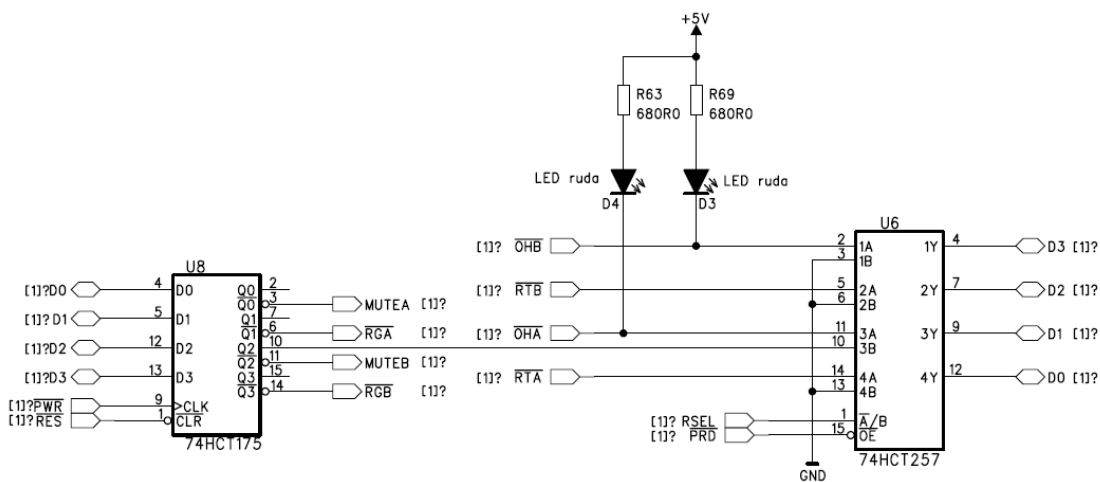 +5V
R63
680R0
R69
680R0
LED ruda
D4
LED ruda
D3
U8
[1]?D0 4 D0 Q0 2
Q0 3 MUTEA [1]?
[1]?D1 5 D1 Q1 7
Q1 6 RGA [1]?
[1]?D2 12 D2 Q2 10
Q2 11 MUTEB [1]?
[1]?D3 13 D3 Q3 15
Q3 14 RGB [1]?
[1]?PWR 9 >CLK
[1]?RES 1 CLR
74HCT175
U6
[1]? OHB 2 1A 1Y 4 D3 [1]?
3 1B
[1]? RTB 5 2A 2Y 7 D2 [1]?
6 2B
[1]? OHA 11 3A 3Y 9 D1 [1]?
10 3B
[1]? RTA 14 4A 4Y 12 D0 [1]?
13 4B
[1]? RSEL 1 A/B
[1]? PRD 15 OE
74HCT257
GND